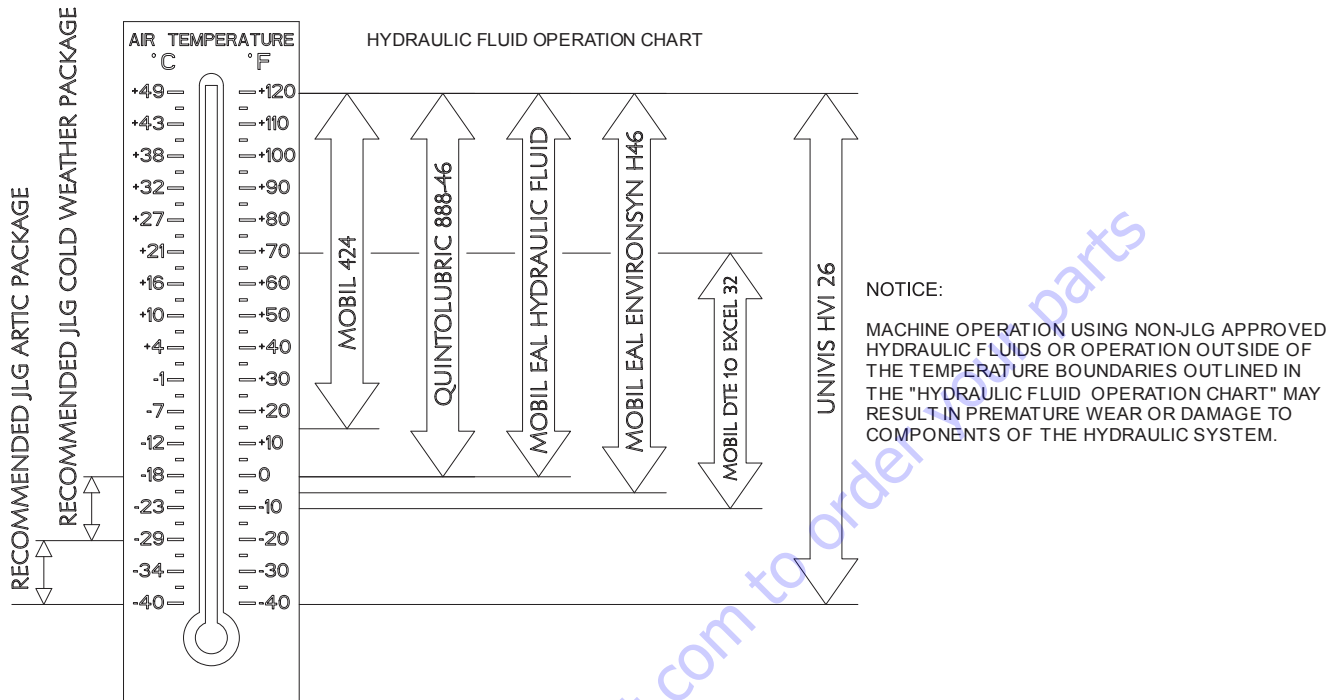 HYDRAULIC FLUID OPERATION CHART
RECOMMENDED JLG ARTIC PACKAGE
RECOMMENDED JLG COLD WEATHER PACKAGE
AIR TEMPERATURE
°C °F
+49 +120
+43 +110
+38 +100
+32 +90
+27 +80
+21 +70
+16 +60
+10 +50
+4 +40
-1 +30
-7 +20
-12 +10
-18 0
-23 -10
-29 -20
-34 -30
-40 -40
MOBIL 424
QUINTOLUBRIC 888-46
MOBIL EAL HYDRAULIC FLUID
MOBIL EAL ENVIRONSYN H46
MOBIL DTE 10 EXCEL 32
UNIVIS HVI 26
NOTICE:
MACHINE OPERATION USING NON-JLG APPROVED
HYDRAULIC FLUIDS OR OPERATION OUTSIDE OF
THE TEMPERATURE BOUNDARIES OUTLINED IN
THE "HYDRAULIC FLUID OPERATION CHART" MAY
RESULT IN PREMATURE WEAR OR DAMAGE TO
COMPONENTS OF THE HYDRAULIC SYSTEM.
com to order your parts